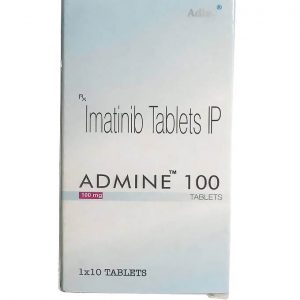 Rx
Imatinib Tablets IP
ADMINE™ 100
100 mg
TABLETS
1x10 TABLETS